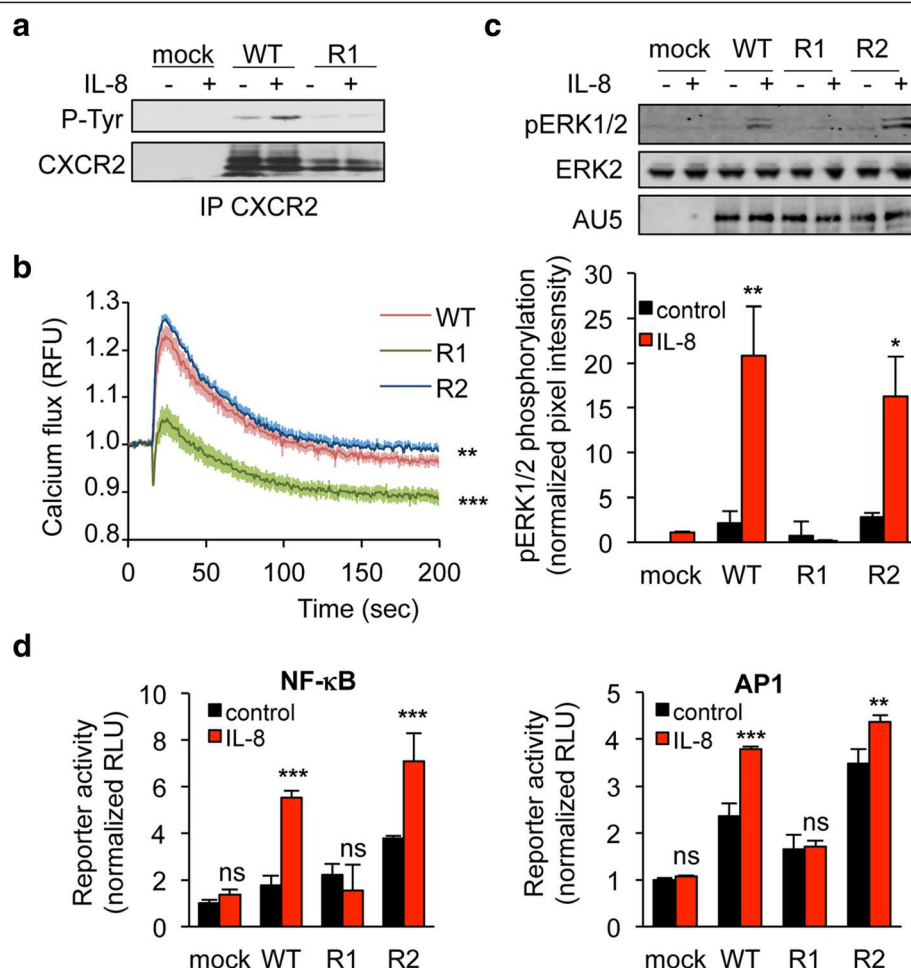 a
mock WT R1
IL-8 - + - + - +
P-Tyr
CXCR2
IP CXCR2
b
1.3
1.2
1.1
1.0
0.9
0.8
Calcium flux (RFU)
WT
R1
R2
**
***
0 50 100 150 200
Time (sec)
c
mock WT R1 R2
IL-8 - + - + - + - +
pERK1/2
ERK2
AU5
30
25
20
15
10
5
0
pERK1/2 phosphorylation
(normalized pixel intesnsity)
control
IL-8
**
*
mock WT R1 R2
d
NF-κB
10
8
6
4
2
0
Reporter activity
(normalized RLU)
control
IL-8
ns
***
ns
***
mock WT R1 R2
AP1
5
4
3
2
1
0
Reporter activity
(normalized RLU)
control
IL-8
ns
***
ns
**
mock WT R1 R2